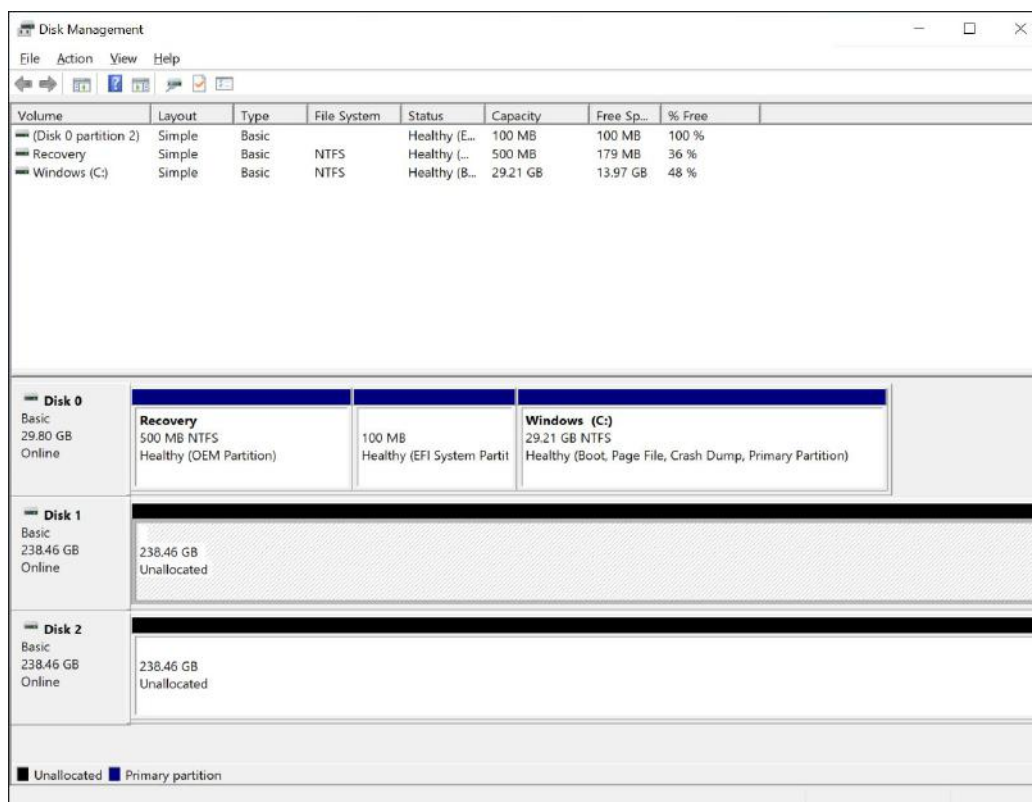 Disk Management
File Action View Help
Volume Layout Type File System Status Capacity Free Sp... % Free
(Disk 0 partition 2) Simple Basic Healthy (E... 100 MB 100 MB 100 %
Recovery Simple Basic NTFS Healthy (... 500 MB 179 MB 36 %
Windows (C:) Simple Basic NTFS Healthy (B... 29.21 GB 13.97 GB 48 %
Disk 0
Basic
29.80 GB
Online
Recovery
500 MB NTFS
Healthy (OEM Partition)
100 MB
Healthy (EFI System Partit
Windows (C:)
29.21 GB NTFS
Healthy (Boot, Page File, Crash Dump, Primary Partition)
Disk 1
Basic
238.46 GB
Online
238.46 GB
Unallocated
Disk 2
Basic
238.46 GB
Online
238.46 GB
Unallocated
Unallocated Primary partition